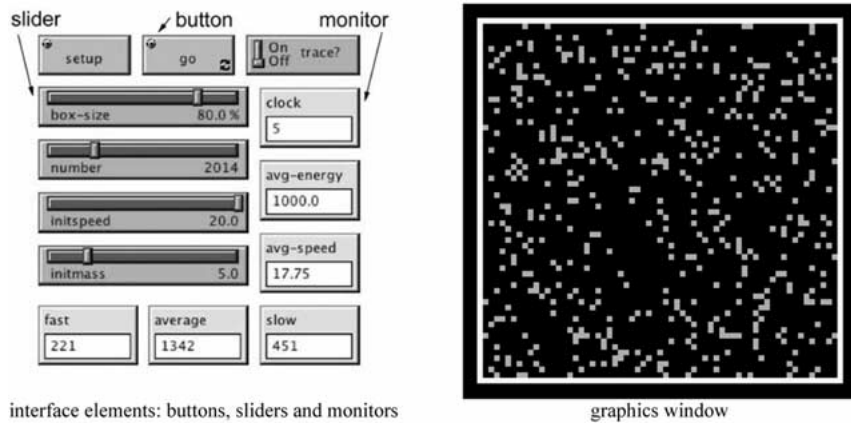 slider
button
monitor
setup
go
On
Off
trace?
box-size 80.0 %
clock
5
number 2014
avg-energy
1000.0
initspeed 20.0
avg-speed
17.75
initmass 5.0
fast
221
average
1342
slow
451
interface elements: buttons, sliders and monitors
graphics window